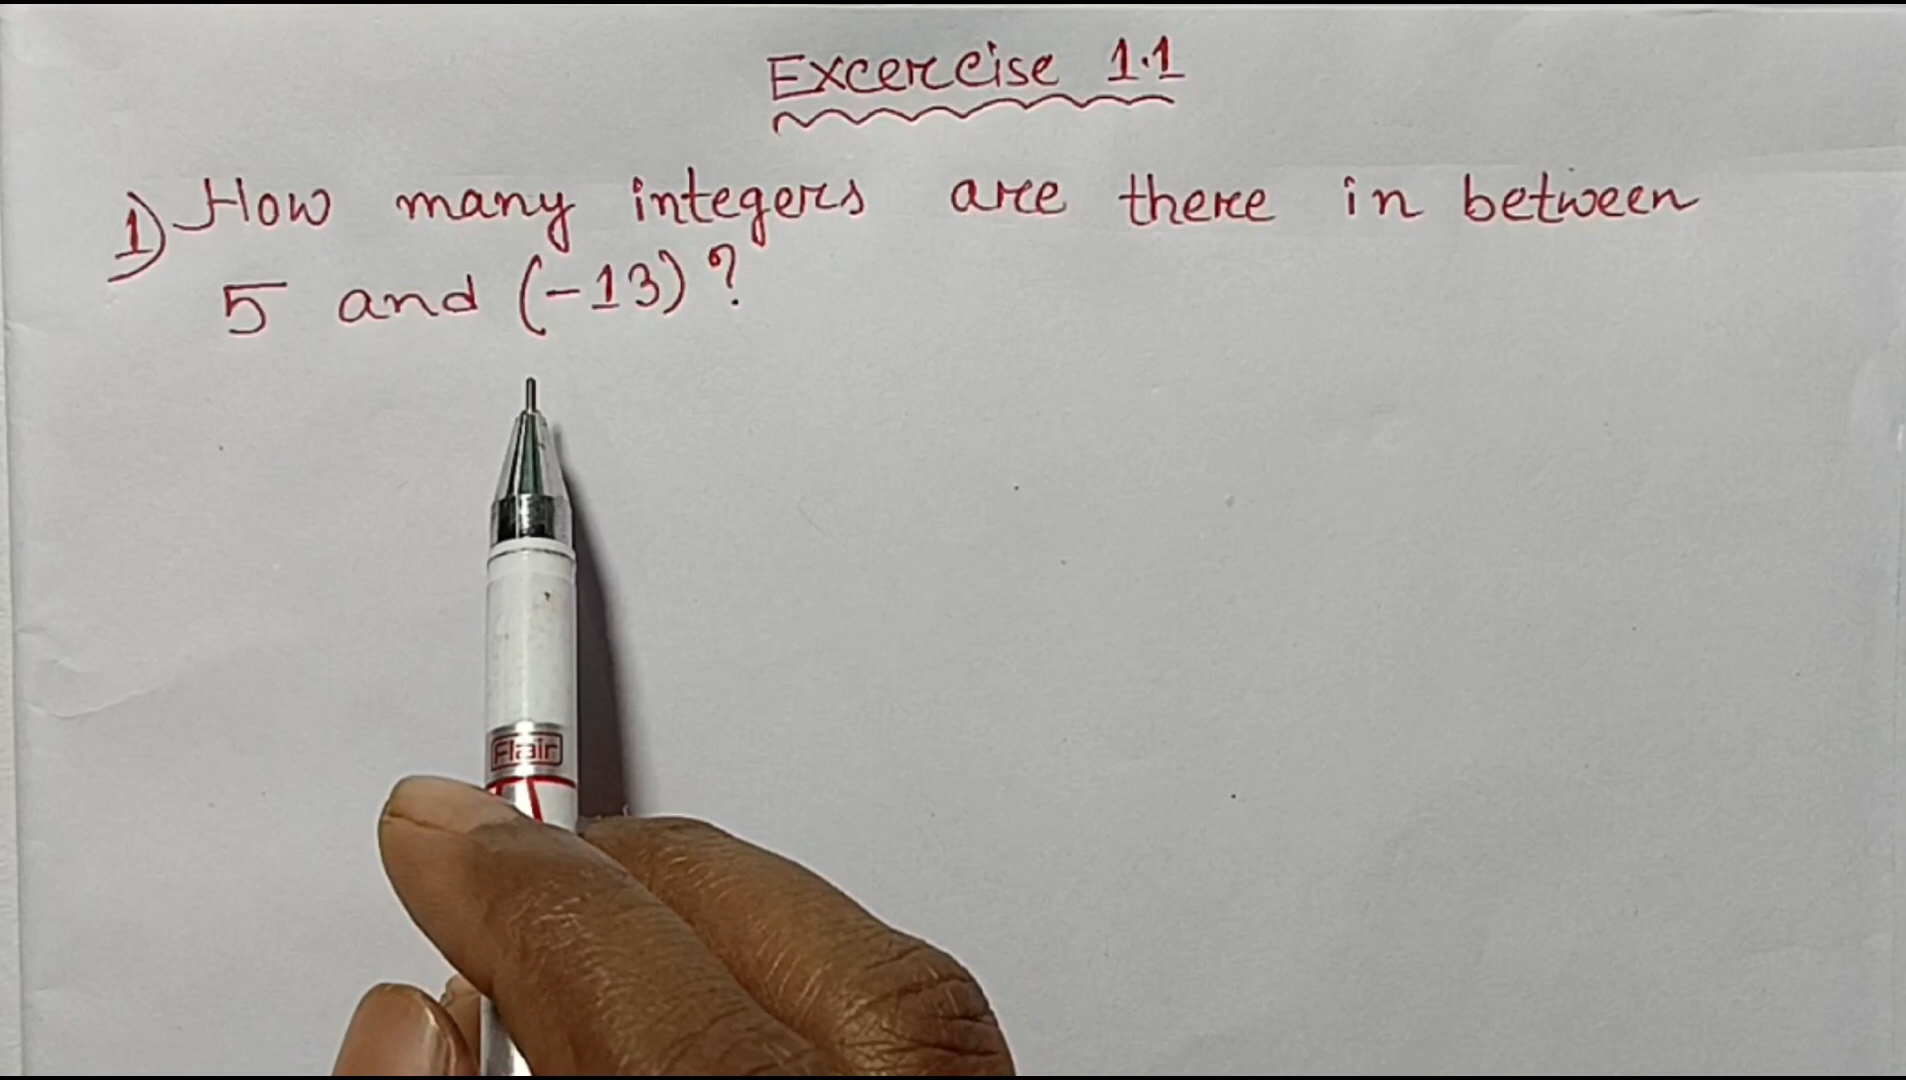 Excercise 1.1
1) How many integers are there in between
5 and (-13)?
Flair